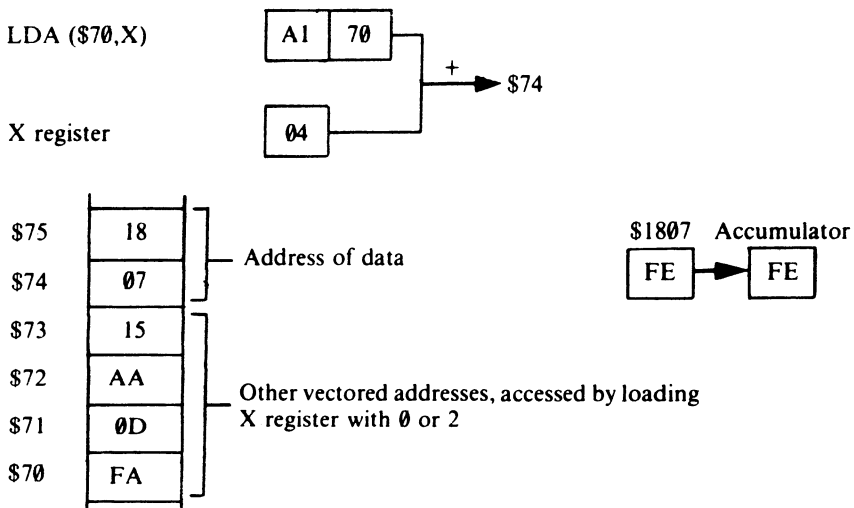 LDA ($70,X)
A1 70
+
$74
X register
04
$75 18
$74 07
Address of data
$1807 Accumulator
FE FE
$73 15
$72 AA
$71 0D
$70 FA
Other vectored addresses, accessed by loading
X register with 0 or 2